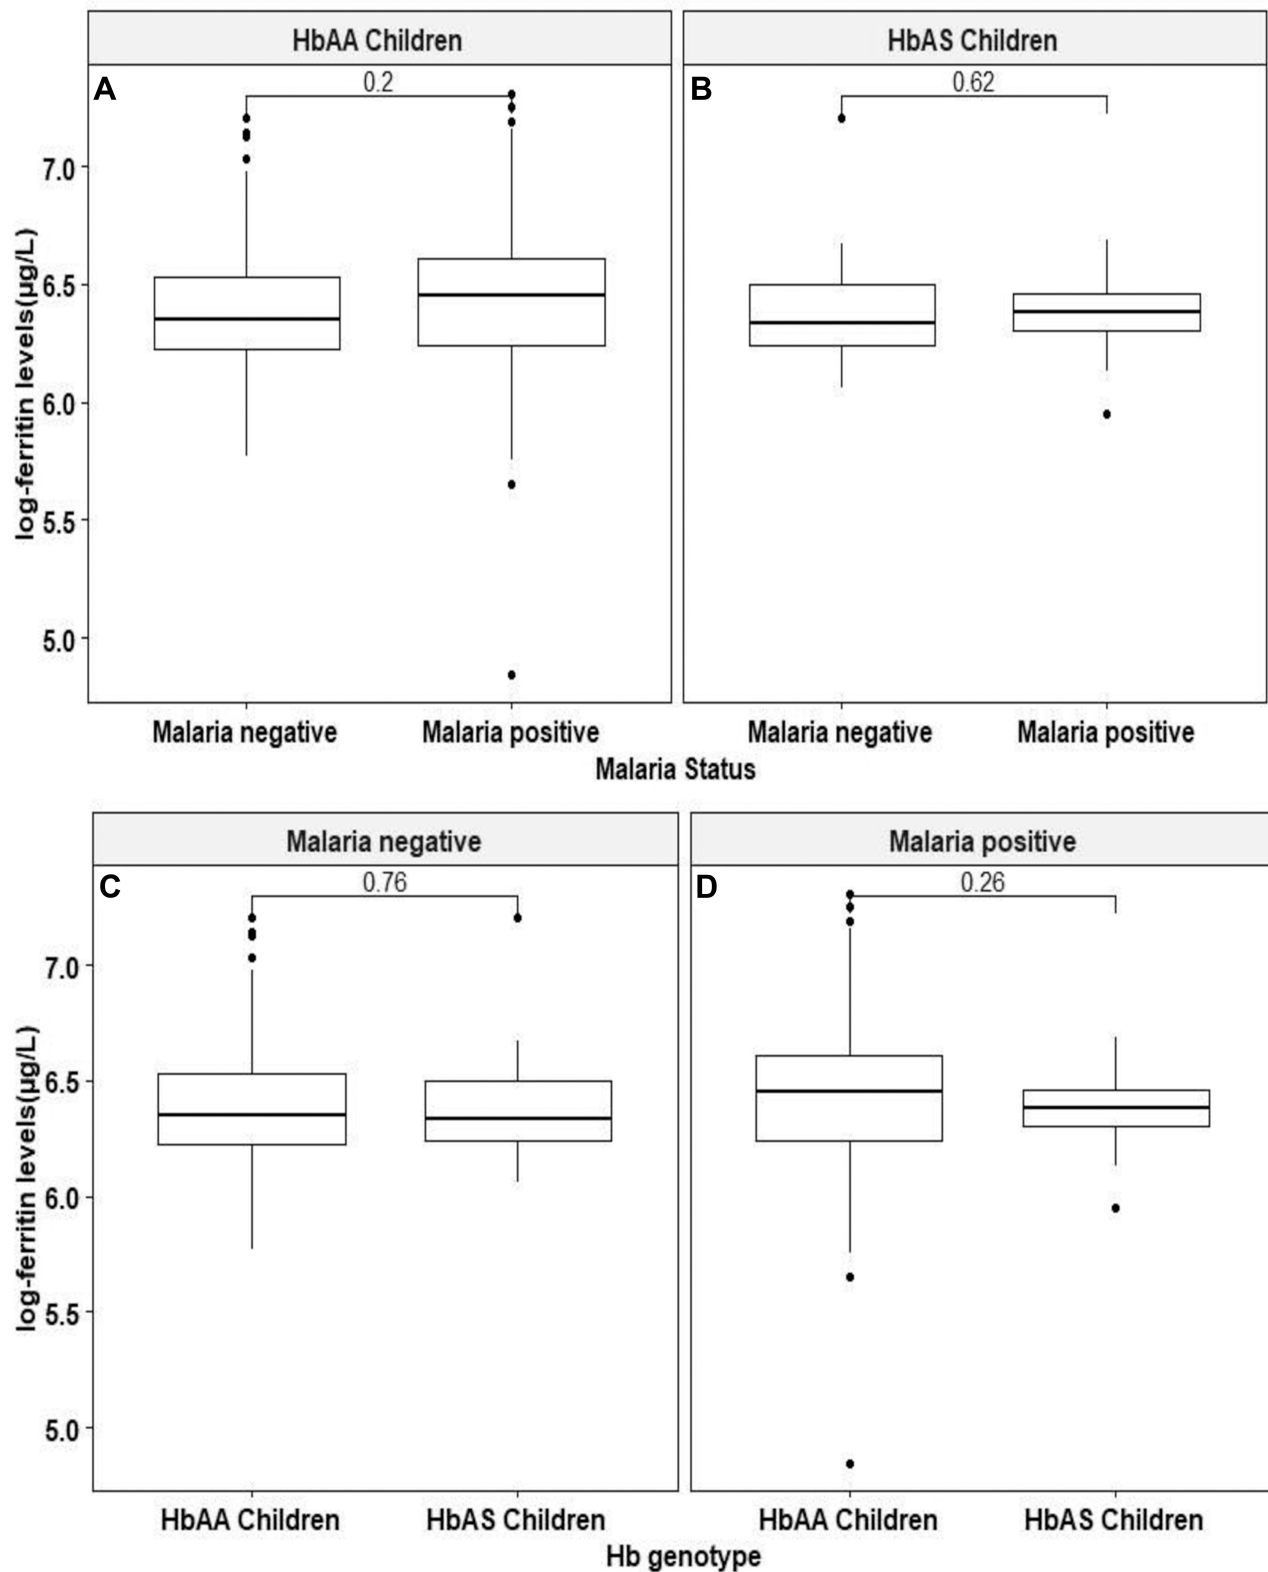 HbAA Children
HbAS Children
A
0.2
B
0.62
log-ferritin levels(µg/L)
7.0
6.5
6.0
5.5
5.0
Malaria negative
Malaria positive
Malaria negative
Malaria positive
Malaria Status
Malaria negative
Malaria positive
C
0.76
D
0.26
log-ferritin levels(µg/L)
7.0
6.5
6.0
5.5
5.0
HbAA Children
HbAS Children
HbAA Children
HbAS Children
Hb genotype